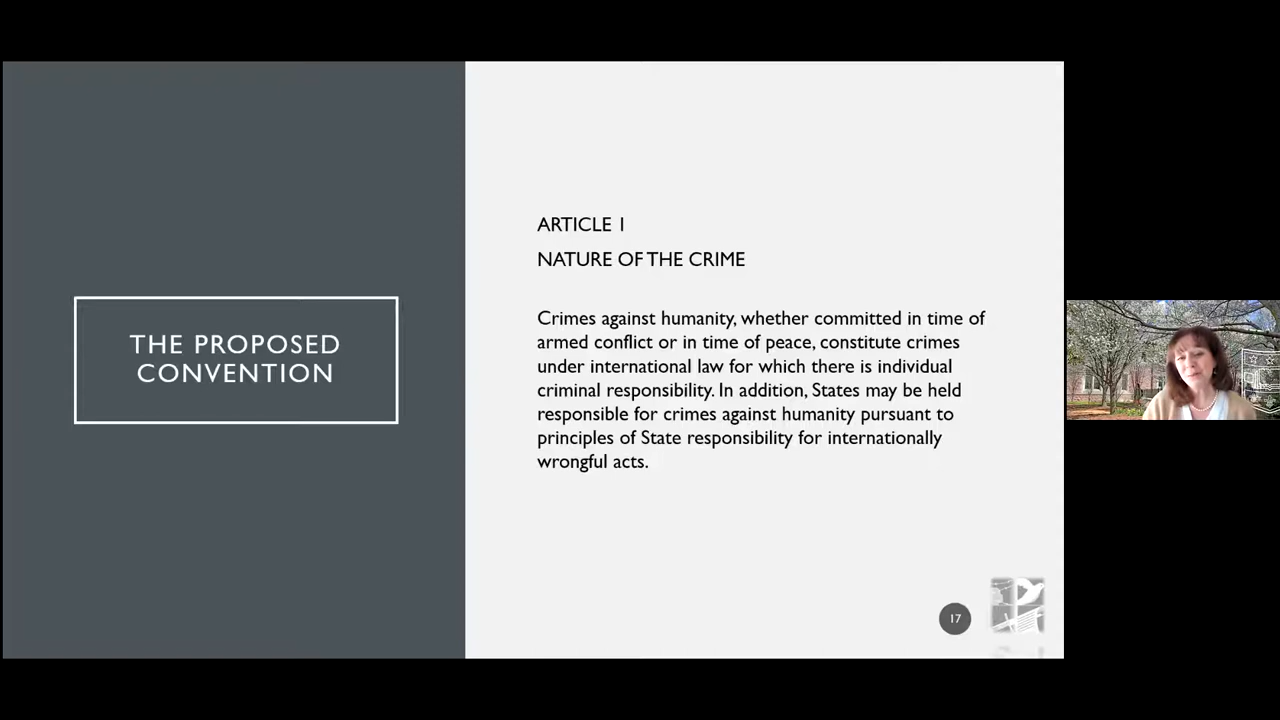 THE PROPOSED
CONVENTION
ARTICLE 1
NATURE OF THE CRIME
Crimes against humanity, whether committed in time of
armed conflict or in time of peace, constitute crimes
under international law for which there is individual
criminal responsibility. In addition, States may be held
responsible for crimes against humanity pursuant to
principles of State responsibility for internationally
wrongful acts.
17